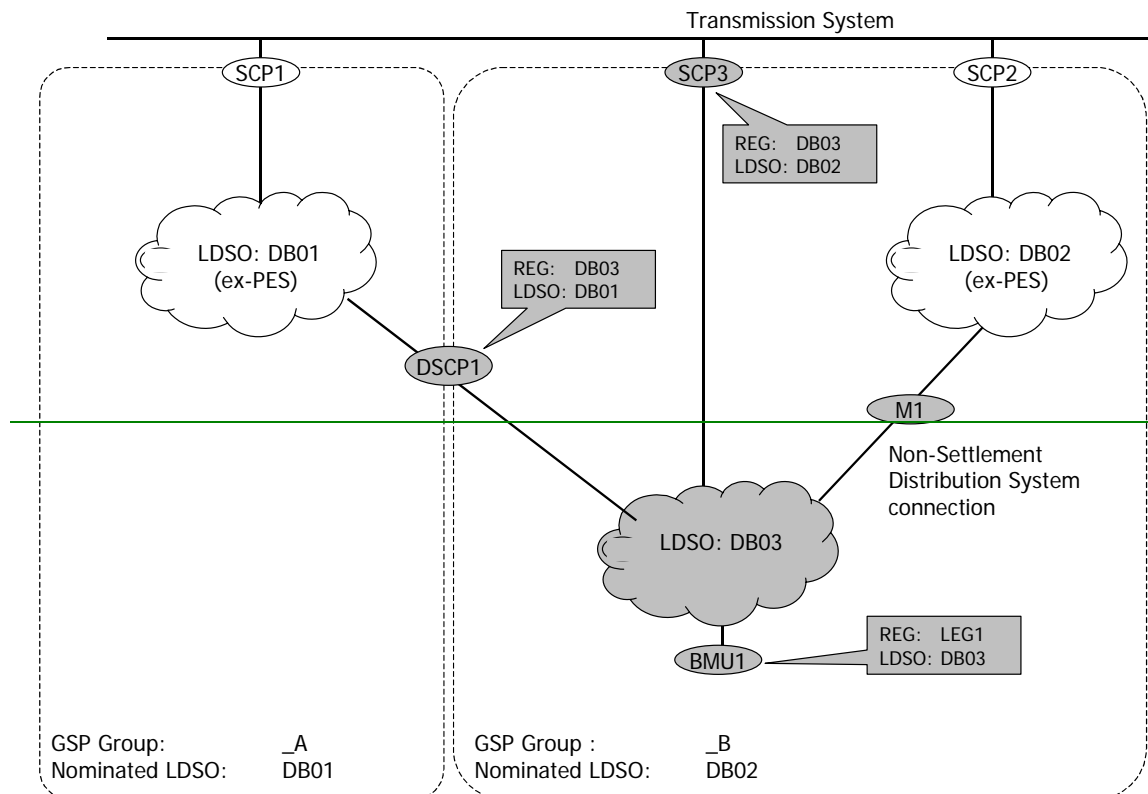 Transmission System
SCP1
SCP3
SCP2
REG: DB03
LDSO: DB02
LDSO: DB01
(ex-PES)
REG: DB03
LDSO: DB01
LDSO: DB02
(ex-PES)
DSCP1
M1
Non-Settlement
Distribution System
connection
LDSO: DB03
REG: LEG1
LDSO: DB03
BMU1
GSP Group: _A
Nominated LDSO: DB01
GSP Group : _B
Nominated LDSO: DB02